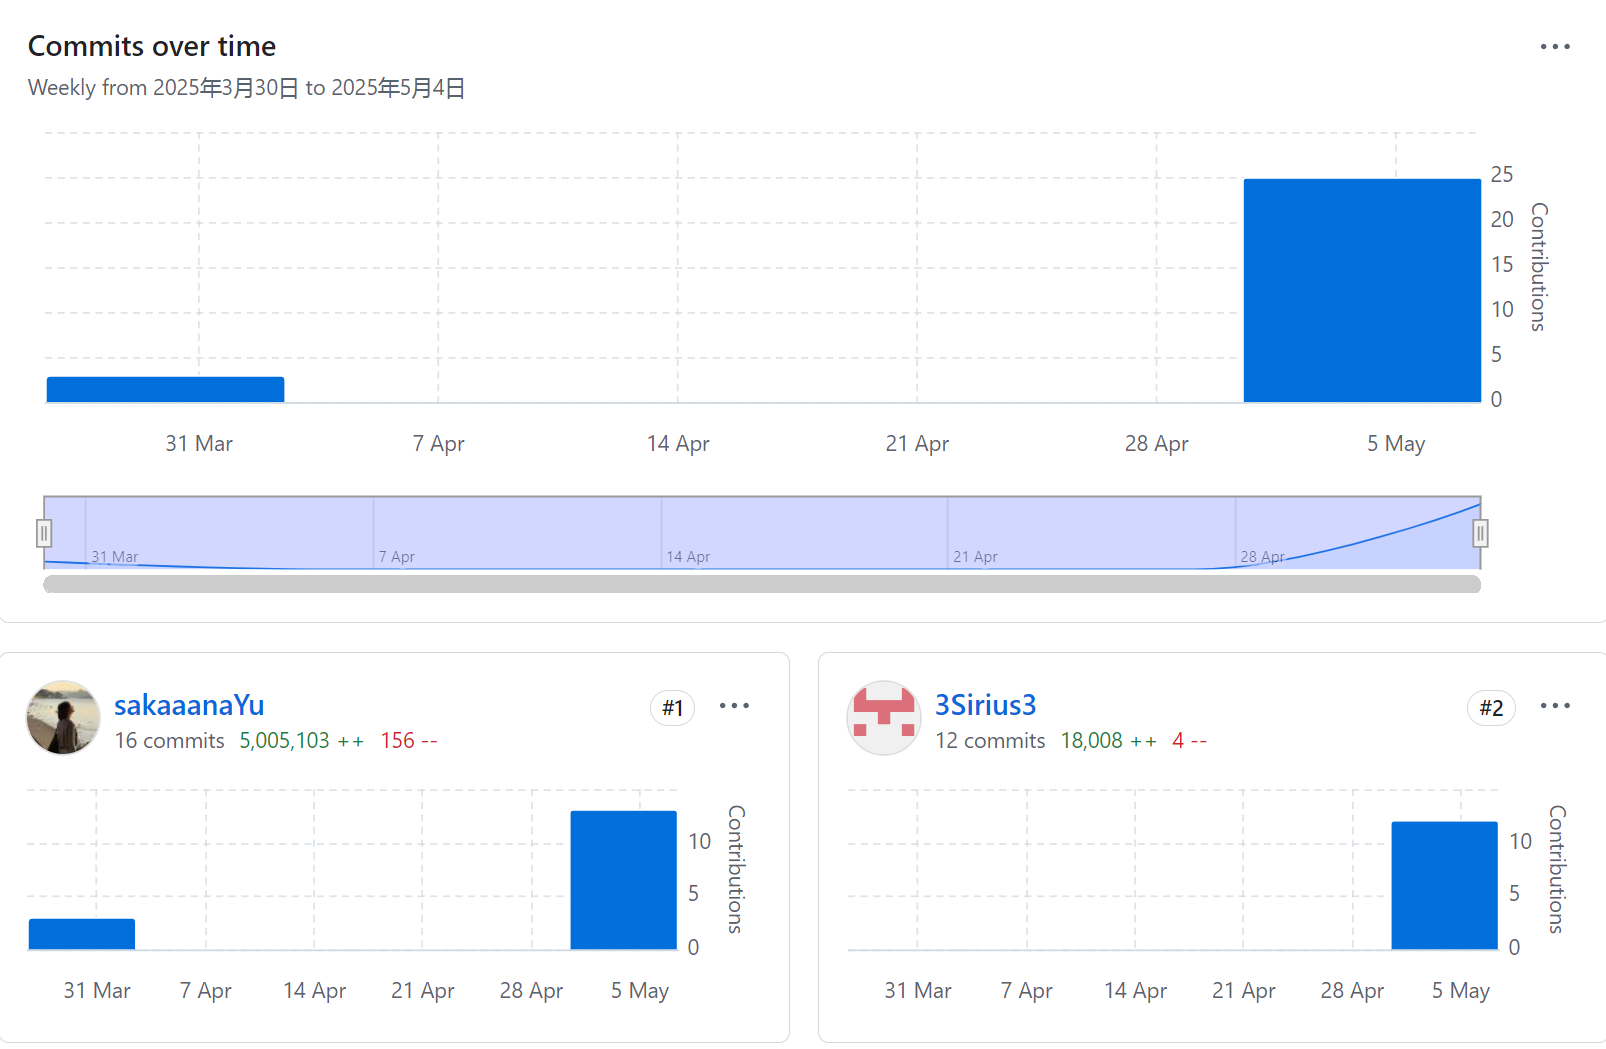 Commits over time
Weekly from 2025年3月30日 to 2025年5月4日
25
20
15
10
5
0
Contributions
31 Mar
7 Apr
14 Apr
21 Apr
28 Apr
5 May
31 Mar
7 Apr
14 Apr
21 Apr
28 Apr
sakaaanaYu
#1
16 commits 5,005,103 ++ 156 --
10
5
0
Contributions
31 Mar
7 Apr
14 Apr
21 Apr
28 Apr
5 May
3Sirius3
#2
12 commits 18,008 ++ 4 --
10
5
0
Contributions
31 Mar
7 Apr
14 Apr
21 Apr
28 Apr
5 May